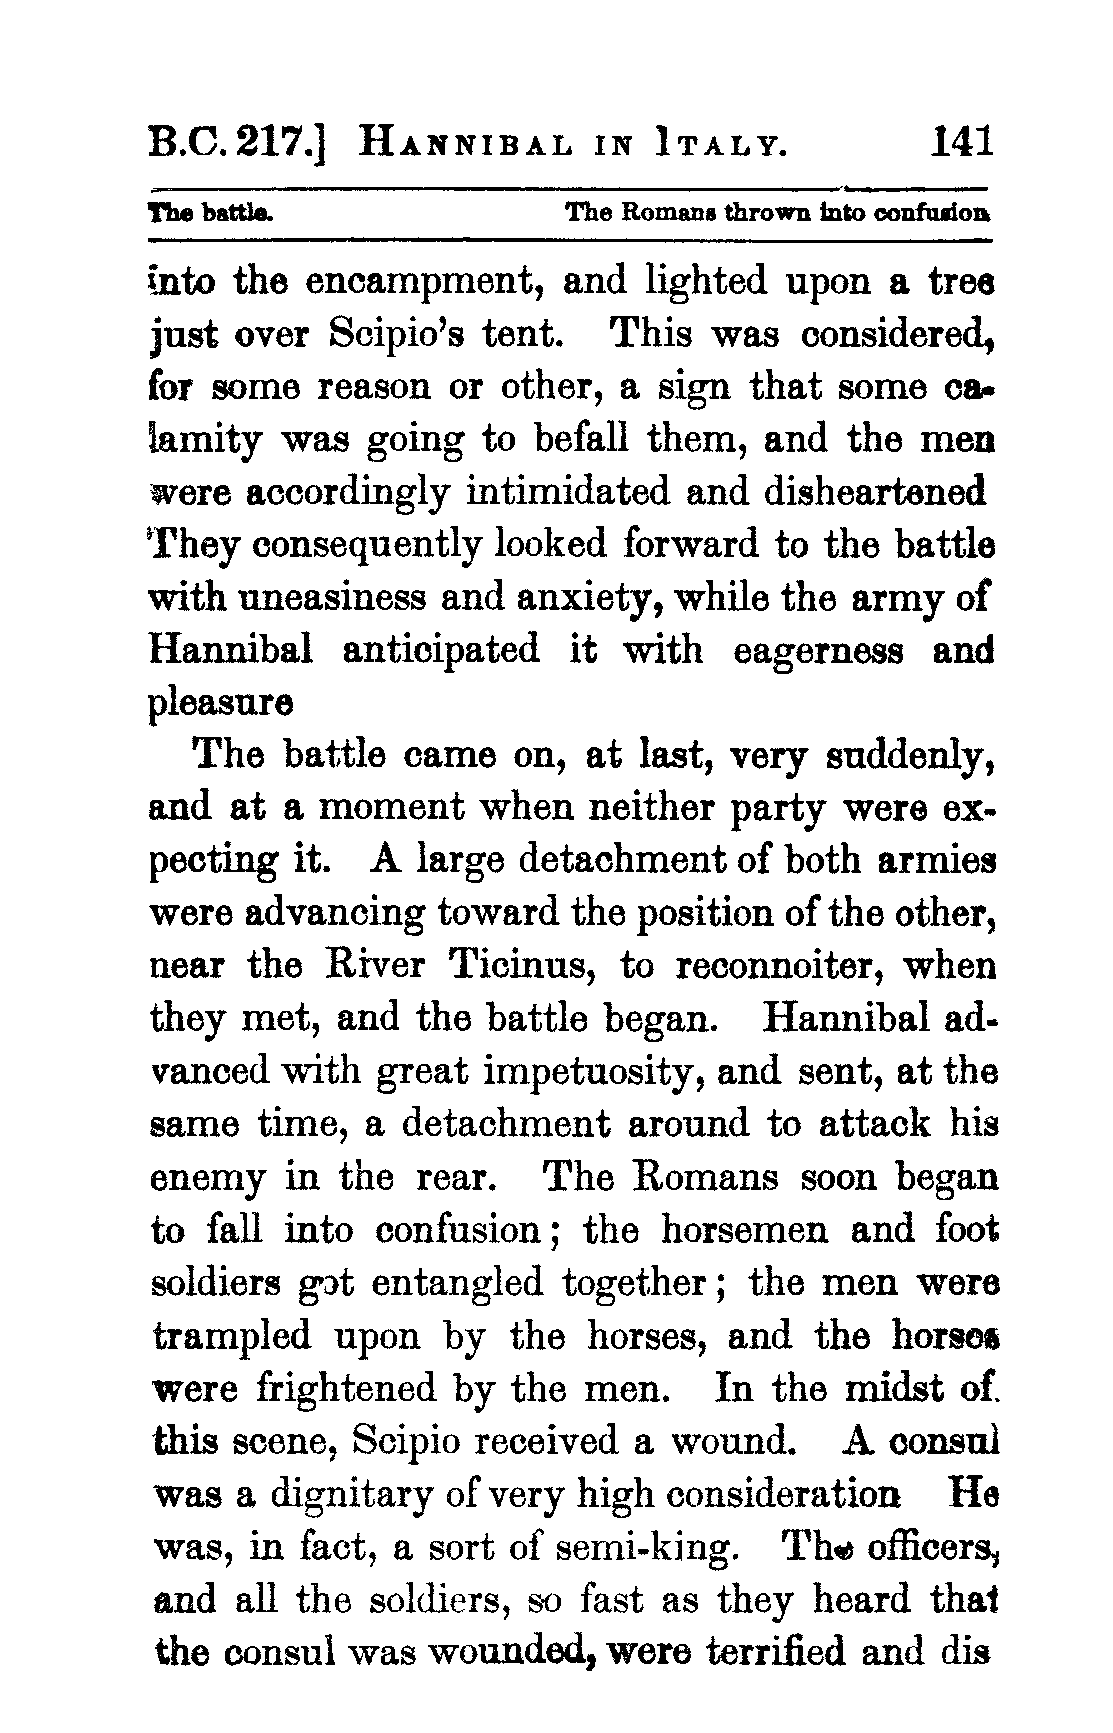 B.C. 217.] HANNIBAL IN ITALY. 141
The battle. The Romans thrown into confusion
into the encampment, and lighted upon a tree
just over Scipio's tent. This was considered,
for some reason or other, a sign that some ca-
lamity was going to befall them, and the men
were accordingly intimidated and disheartened
They consequently looked forward to the battle
with uneasiness and anxiety, while the army of
Hannibal anticipated it with eagerness and
pleasure
The battle came on, at last, very suddenly,
and at a moment when neither party were ex-
pecting it. A large detachment of both armies
were advancing toward the position of the other,
near the River Ticinus, to reconnoiter, when
they met, and the battle began. Hannibal ad-
vanced with great impetuosity, and sent, at the
same time, a detachment around to attack his
enemy in the rear. The Romans soon began
to fall into confusion; the horsemen and foot
soldiers got entangled together; the men were
trampled upon by the horses, and the horses
were frightened by the men. In the midst of
this scene, Scipio received a wound. A consul
was a dignitary of very high consideration He
was, in fact, a sort of semi-king. The officers,
and all the soldiers, so fast as they heard that
the consul was wounded, were terrified and dis